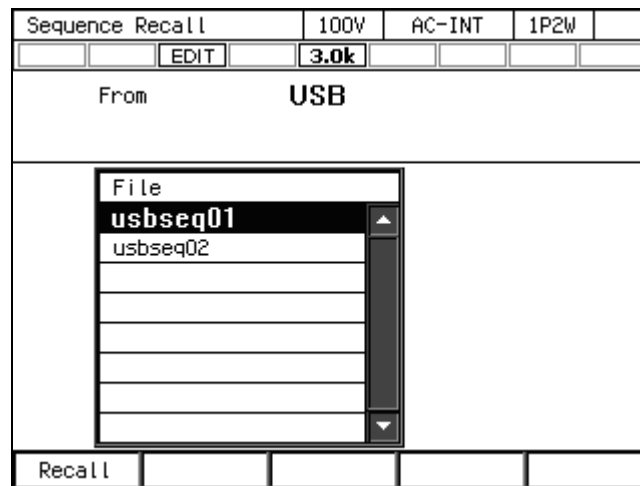 Sequence Recall 100V AC-INT 1P2W
EDIT 3.0k
From USB
File
usbseq01
usbseq02
Recall